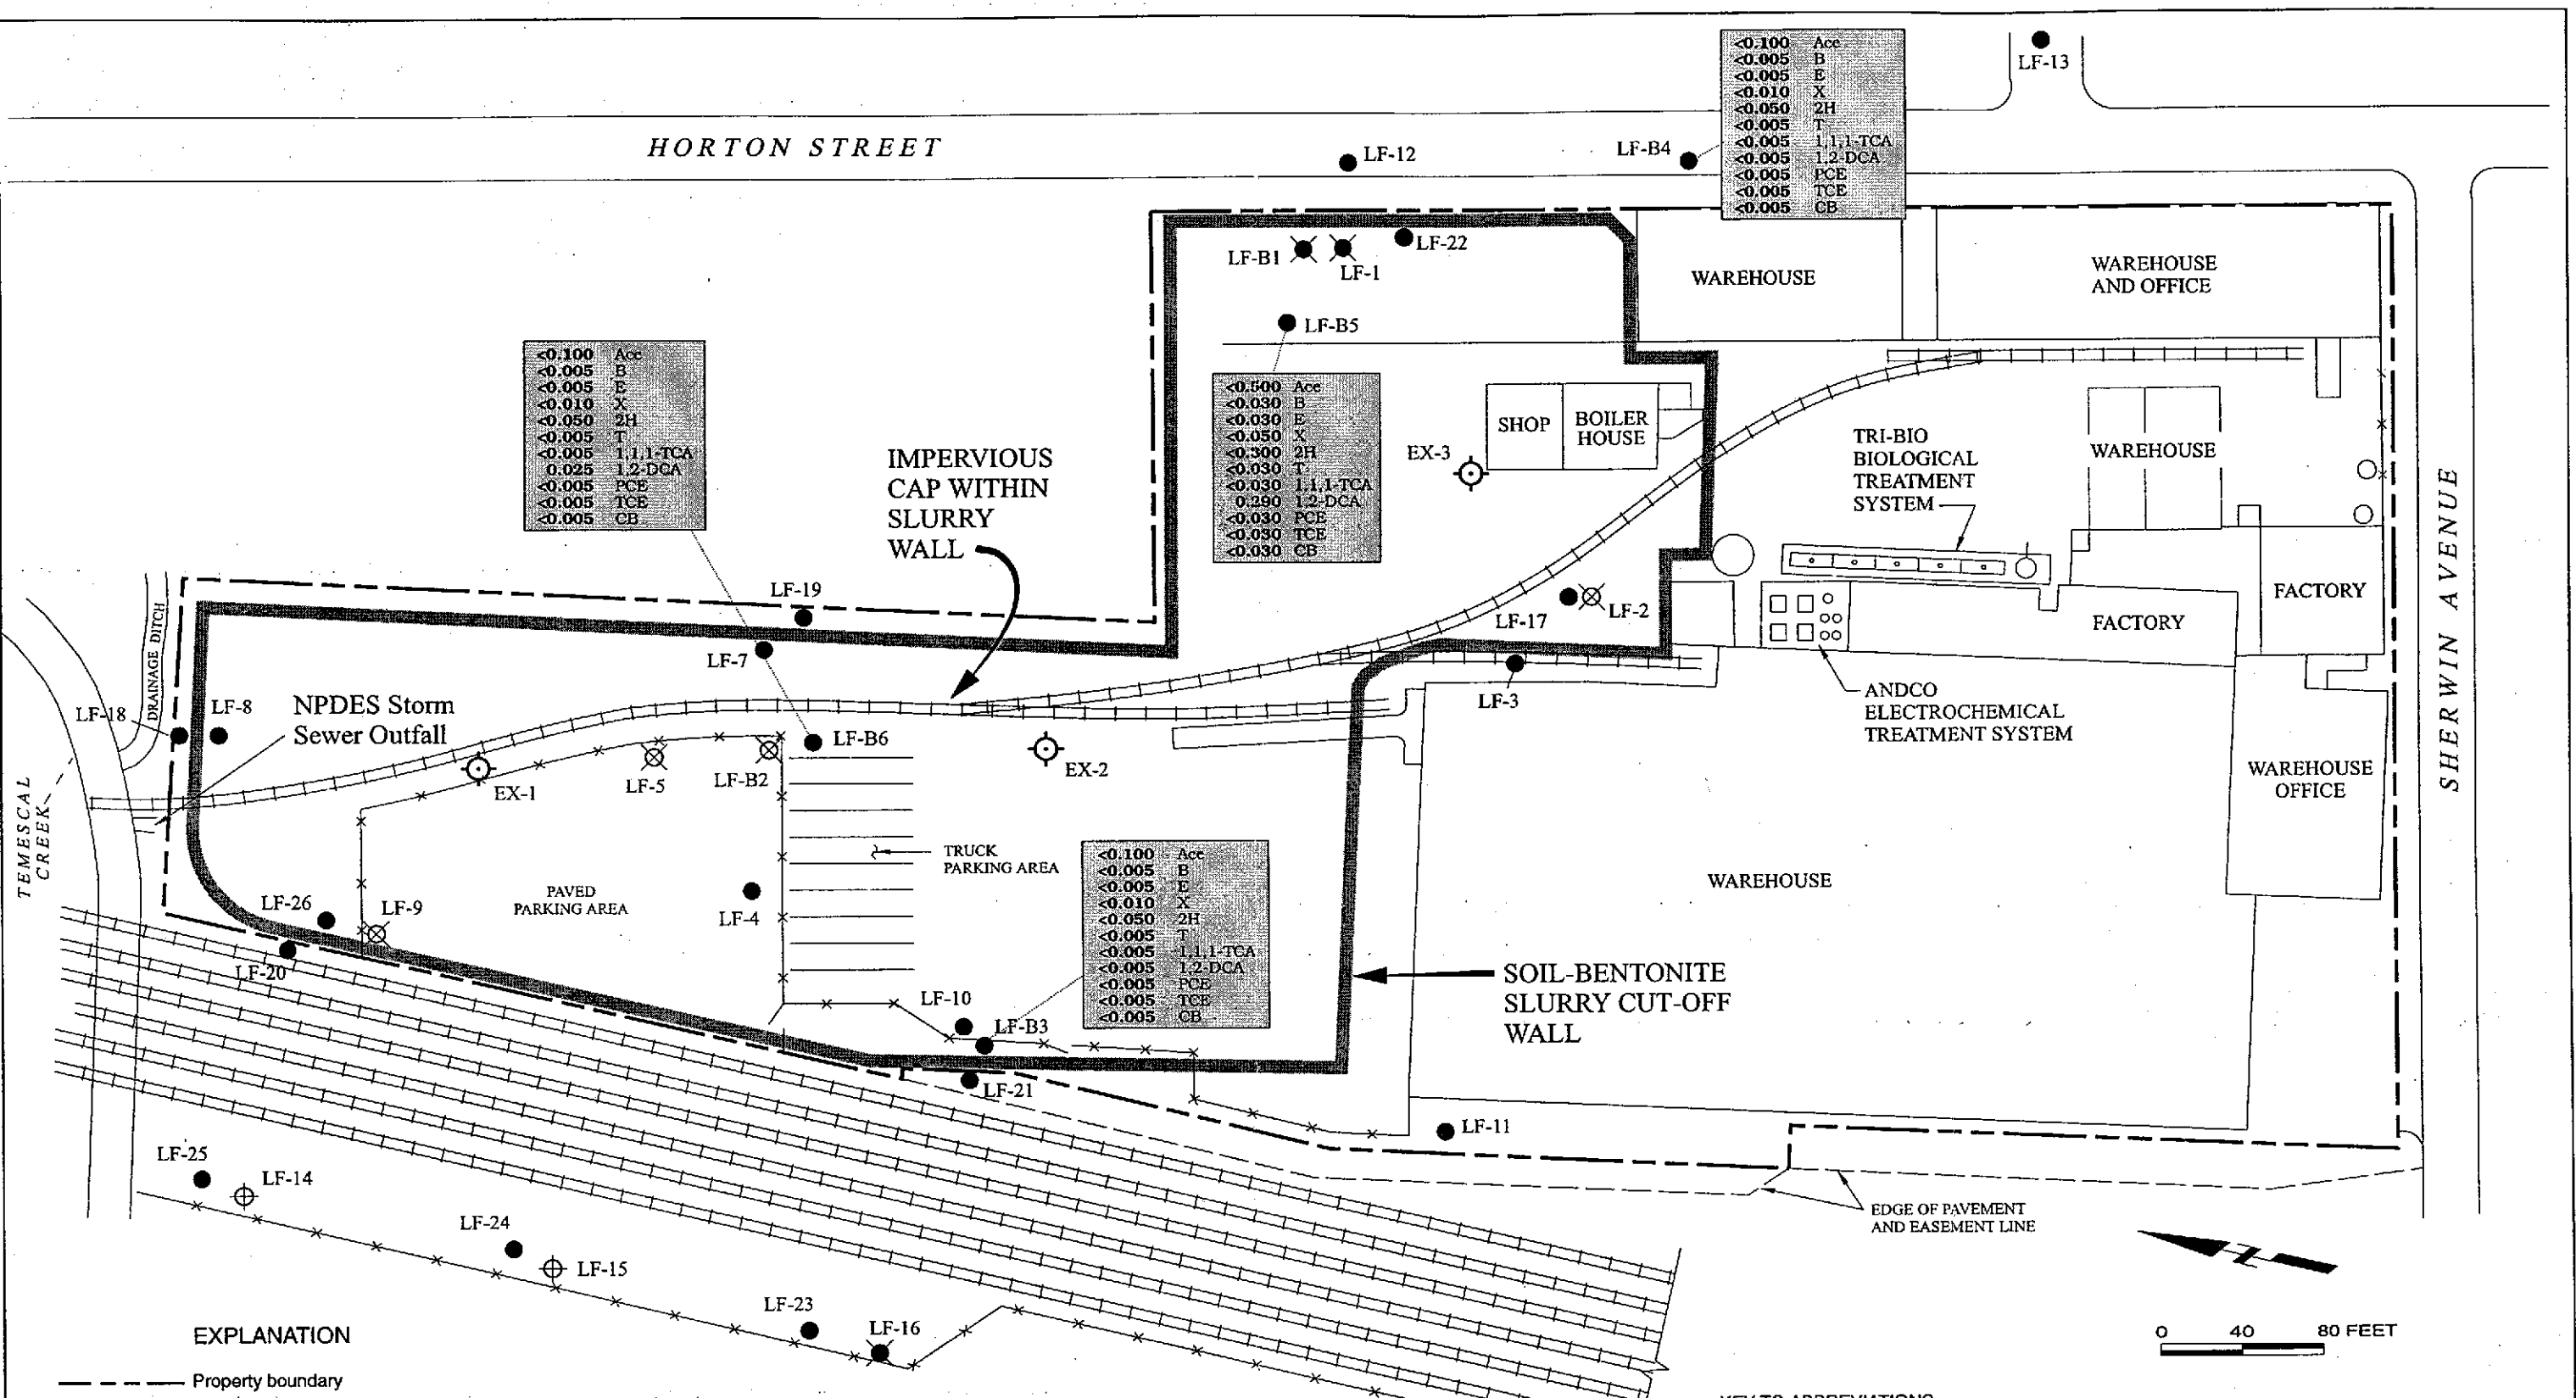 <0.100 Ace
<0.005 B
<0.005 E
<0.010 X
<0.050 2H
<0.005 T
<0.005 1,1,1-TCA
<0.005 1,2-DCA
<0.005 PCE
<0.005 TCE
<0.005 CB
LF-13
HORTON STREET
LF-12
LF-B4
LF-B1
LF-1
LF-22
WAREHOUSE
WAREHOUSE
AND OFFICE
LF-B5
<0.100 Ace
<0.005 B
<0.005 E
<0.010 X
<0.050 2H
<0.005 T
<0.005 1,1,1-TCA
0.025 1,2-DCA
<0.005 PCE
<0.005 TCE
<0.005 CB
<0.500 Ace
<0.030 B
<0.030 E
<0.050 X
<0.300 2H
<0.030 T
<0.030 1,1,1-TCA
0.290 1,2-DCA
<0.030 PCE
<0.030 TCE
<0.030 CB
SHOP
BOILER
HOUSE
EX-3
IMPERVIOUS
CAP WITHIN
SLURRY
WALL
TRI-BIO
BIOLOGICAL
TREATMENT
SYSTEM
WAREHOUSE
SHERWIN AVENUE
FACTORY
FACTORY
LF-19
LF-7
LF-17
LF-2
LF-3
DRAINAGE DITCH
LF-18
LF-8
NPDES Storm
Sewer Outfall
ANDCO
ELECTROCHEMICAL
TREATMENT SYSTEM
WAREHOUSE
OFFICE
LF-B6
EX-1
LF-5
LF-B2
EX-2
TEMESCAL
CREEEK
TRUCK
PARKING AREA
PAVED
PARKING AREA
LF-4
LF-26
LF-9
LF-20
<0.100 Ace
<0.005 B
<0.005 E
<0.010 X
<0.050 2H
<0.005 T
<0.005 1,1,1-TCA
<0.005 1,2-DCA
<0.005 PCE
<0.005 TCE
<0.005 CB
WAREHOUSE
SOIL-BENTONITE
SLURRY CUT-OFF
WALL
LF-10
LF-B3
LF-21
LF-11
LF-25
LF-14
LF-24
LF-15
LF-23
LF-16
EDGE OF PAVEMENT
AND EASEMENT LINE
Z
0 40 80 FEET
EXPLANATION
Property boundary
KEY TO ABBREVIATIONS